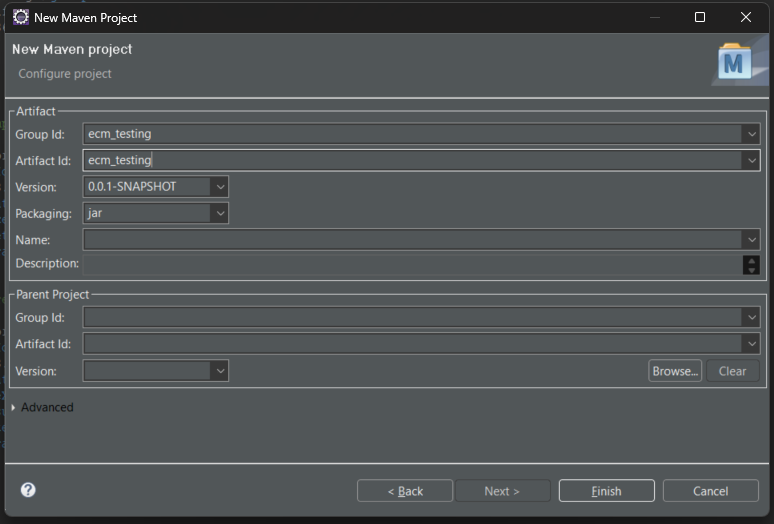 New Maven Project
New Maven project
Configure project
M
Artifact
Group Id: ecm_testing
Artifact Id: ecm_testing
Version: 0.0.1-SNAPSHOT
Packaging: jar
Name:
Description:
Parent Project
Group Id:
Artifact Id:
Version: Browse... Clear
Advanced
? < Back Next > Finish Cancel